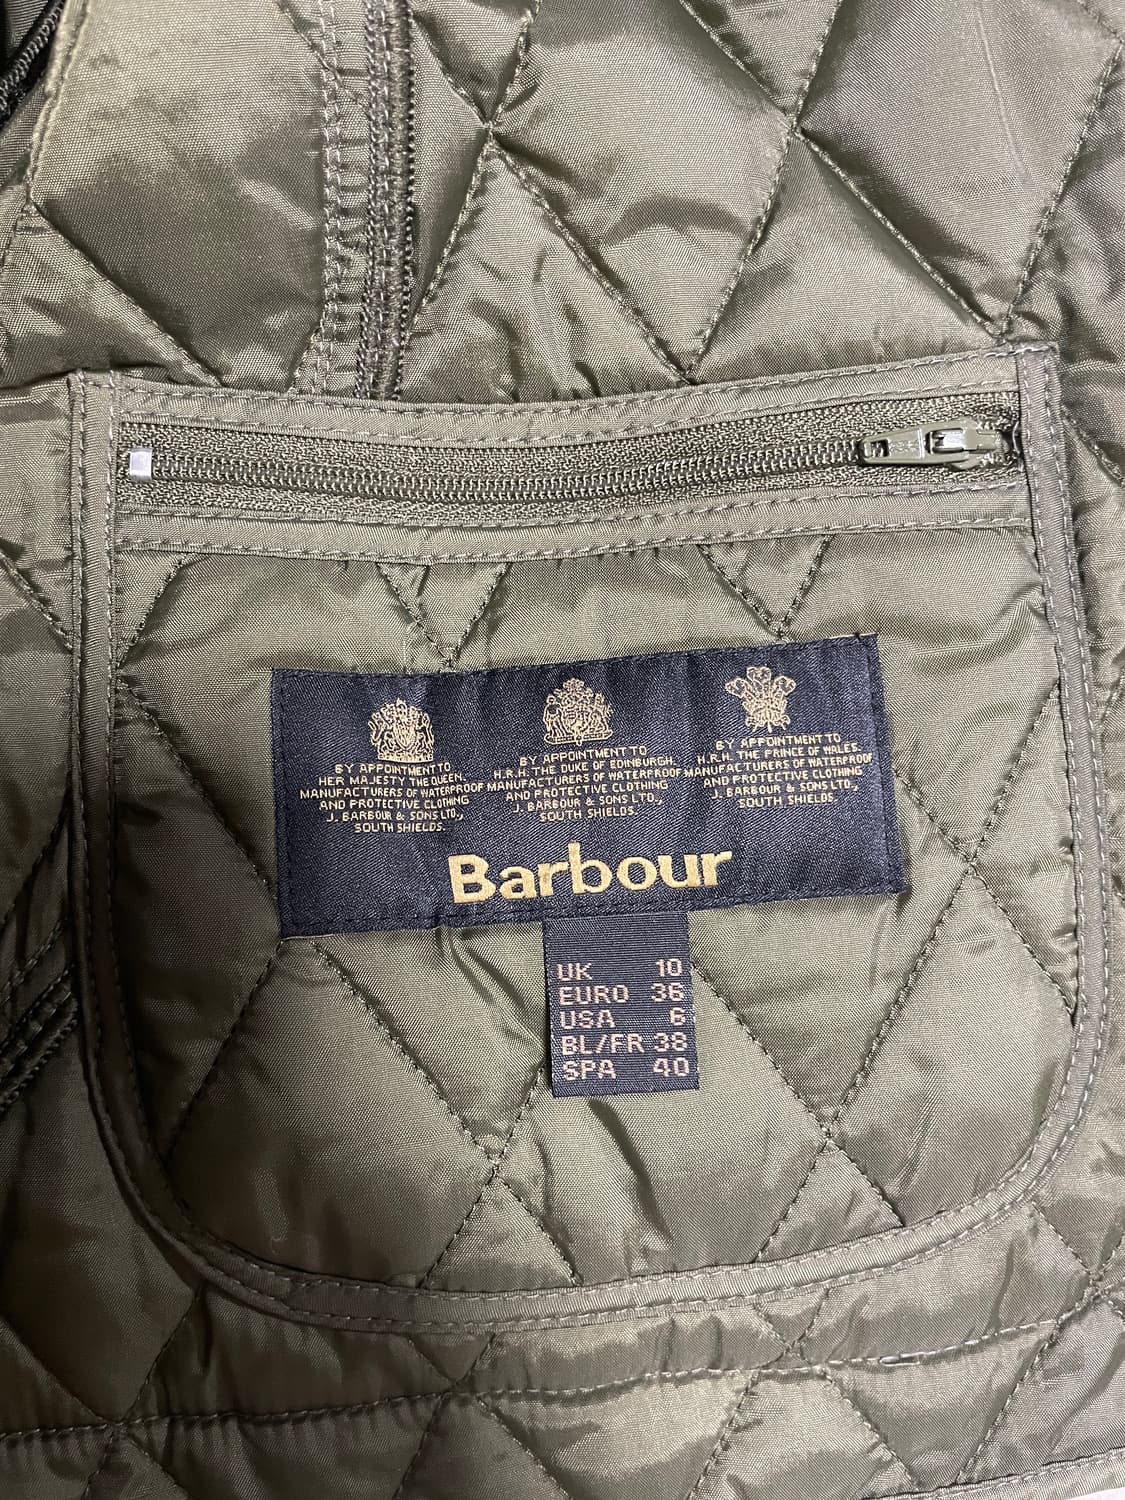 BY APPOINTMENT TO
HER MAJESTY THE QUEEN.
MANUFACTURERS OF WATERPROOF
AND PROTECTIVE CLOTHING
J. BARBOUR & SONS LTD.,
SOUTH SHIELDS.
BY APPOINTMENT TO
H.R.H. THE DUKE OF EDINBURGH.
MANUFACTURERS OF WATERPROOF
AND PROTECTIVE CLOTHING
J. BARBOUR & SONS LTD.,
SOUTH SHIELDS.
BY APPOINTMENT TO
H.R.H. THE PRINCE OF WALES.
MANUFACTURERS OF WATERPROOF
AND PROTECTIVE CLOTHING
J. BARBOUR & SONS LTD.,
SOUTH SHIELDS.
Barbour
UK 10
EURO 36
USA 6
BL/FR 38
SPA 40